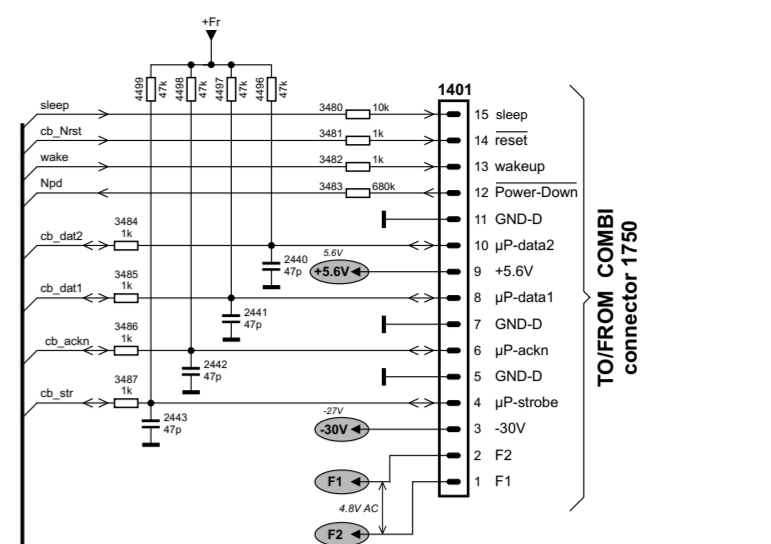 +Fr
4499 47k
4498 47k
4497 47k
4496 47k
1401
sleep 3480 10k 15 sleep
cb_Nrst 3481 1k 14 reset
wake 3482 1k 13 wakeup
Npd 3483 680k 12 Power-Down
11 GND-D
cb_dat2 3484 1k 10 µP-data2
2440 47p
5.6V
+5.6V 9 +5.6V
cb_dat1 3485 1k 8 µP-data1
2441 47p
7 GND-D
cb_ackn 3486 1k 6 µP-ackn
2442 47p
5 GND-D
cb_str 3487 1k 4 µP-strobe
2443 47p
-27V
-30V 3 -30V
2 F2
F1 1 F1
4.8V AC
F2
TO/FROM COMBI
connector 1750